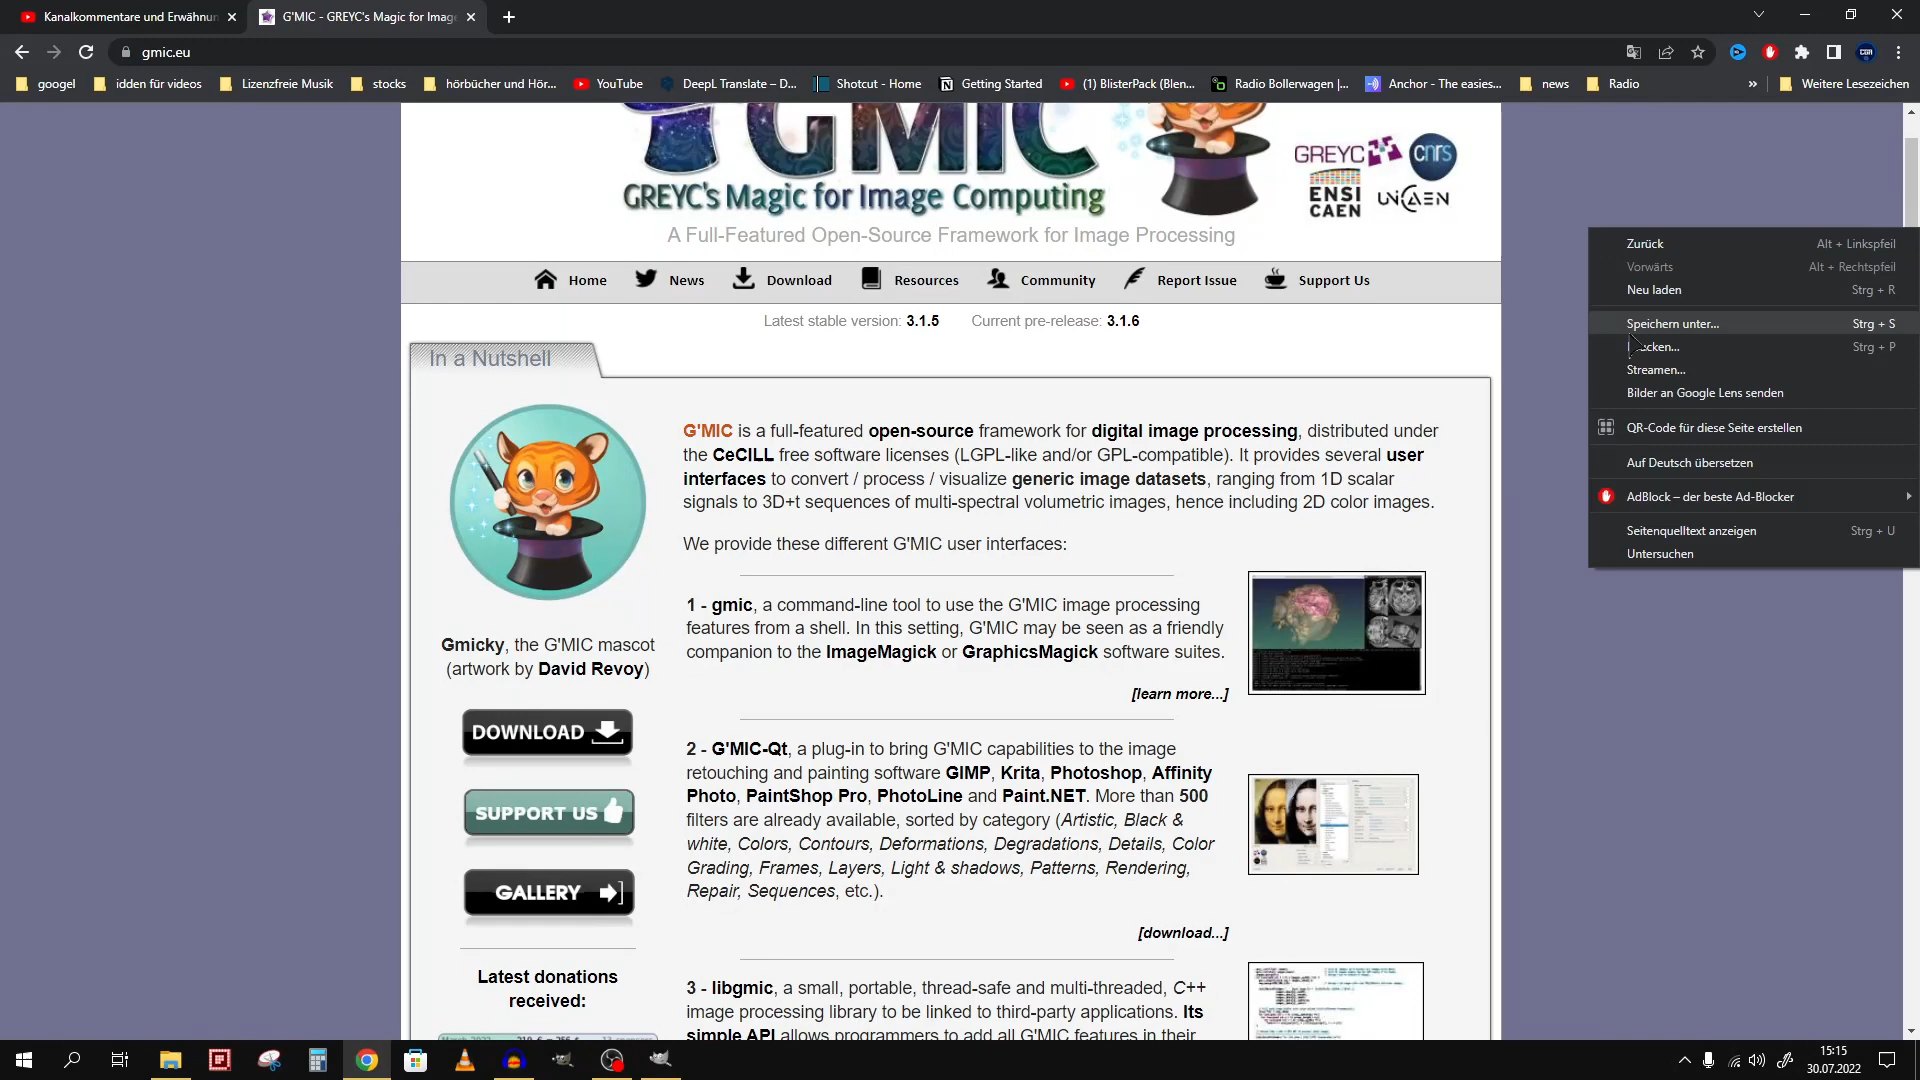 Kanalkommentare und Erwähnun
G'MIC - GREYC's Magic for Image
gmic.eu
googel
idden für videos
Lizenzfreie Musik
stocks
hörbücher und Hör...
YouTube
DeepL Translate – D...
Shotcut - Home
Getting Started
(1) BlisterPack (Blen...
Radio Bollerwagen |...
Anchor - The easies...
news
Radio
»
Weitere Lesezeichen
G'MIC
GREYC's Magic for Image Computing
GREYC
cnrs
ENSI
CAEN
UNICAEN
A Full-Featured Open-Source Framework for Image Processing
Home
News
Download
Resources
Community
Report Issue
Support Us
Latest stable version: 3.1.5
Current pre-release: 3.1.6
In a Nutshell
G'MIC is a full-featured open-source framework for digital image processing, distributed under
the CeCILL free software licenses (LGPL-like and/or GPL-compatible). It provides several user
interfaces to convert / process / visualize generic image datasets, ranging from 1D scalar
signals to 3D+t sequences of multi-spectral volumetric images, hence including 2D color images.
We provide these different G'MIC user interfaces:
1 - gmic, a command-line tool to use the G'MIC image processing
features from a shell. In this setting, G'MIC may be seen as a friendly
companion to the ImageMagick or GraphicsMagick software suites.
[learn more...]
2 - G'MIC-Qt, a plug-in to bring G'MIC capabilities to the image
retouching and painting software GIMP, Krita, Photoshop, Affinity
Photo, PaintShop Pro, PhotoLine and Paint.NET. More than 500
filters are already available, sorted by category (Artistic, Black &
white, Colors, Contours, Deformations, Degradations, Details, Color
Grading, Frames, Layers, Light & shadows, Patterns, Rendering,
Repair, Sequences, etc.).
[download...]
3 - libgmic, a small, portable, thread-safe and multi-threaded, C++
image processing library to be linked to third-party applications. Its
simple API allows programmers to add all G'MIC features in their
Gmicky, the G'MIC mascot
(artwork by David Revoy)
DOWNLOAD
SUPPORT US
GALLERY
Latest donations
received:
Zurück Alt + Linkspfeil
Vorwärts Alt + Rechtspfeil
Neu laden Strg + R
Speichern unter... Strg + S
cken... Strg + P
Streamen...
Bilder an Google Lens senden
QR-Code für diese Seite erstellen
Auf Deutsch übersetzen
AdBlock – der beste Ad-Blocker
Seitenquelltext anzeigen Strg + U
Untersuchen
15:15
30.07.2022